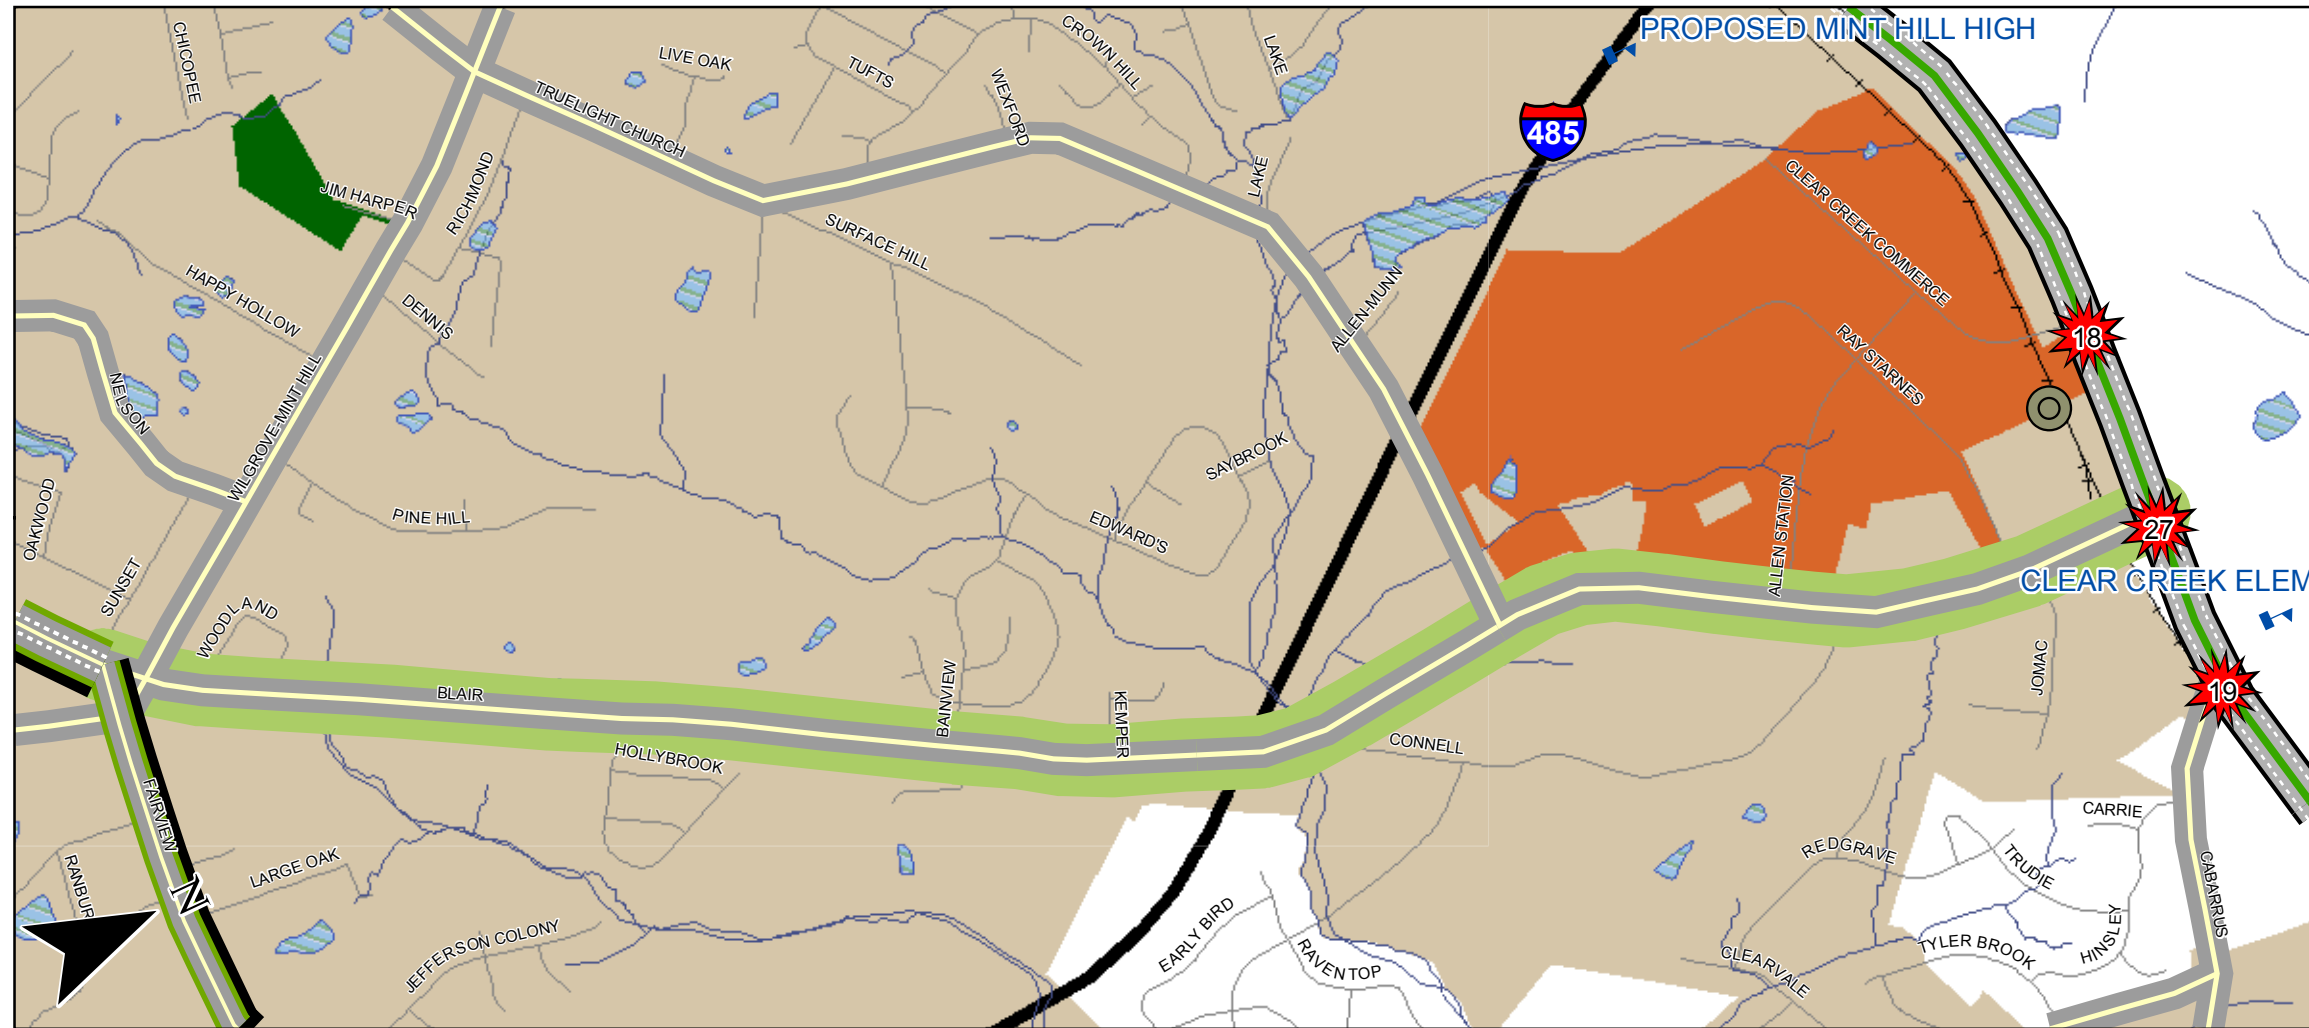 PROPOSED MINT HILL HIGH
CHICOPEE
LIVE OAK
TUFTS
CROWN HILL
LAKE
WEXFORD
TRUELIGHT CHURCH
485
LAKE
JIM HARPER
RICHMOND
SURFACE HILL
CLEAR CREEK COMMERCE
HAPPY HOLLOW
DENNIS
ALLEN-MUNN
RAY STARNES
18
NELSON
WILGROVE-MINT HILL
SAYBROOK
OAKWOOD
PINE HILL
EDWARD'S
ALLEN STATION
27
SUNSET
WOODLAND
CLEAR CREEK ELEM
BLAIR
BAINVIEW
KEMPER
JOMAC
19
HOLLYBROOK
CONNELL
FAIRVIEW
CARRIE
RANBUR
LARGE OAK
REDGRAVE
TRUDIE
CABARRUS
N
JEFFERSON COLONY
EARLY BIRD
RAVEN TOP
CLEARVALE
TYLER BROOK
HINSLEY